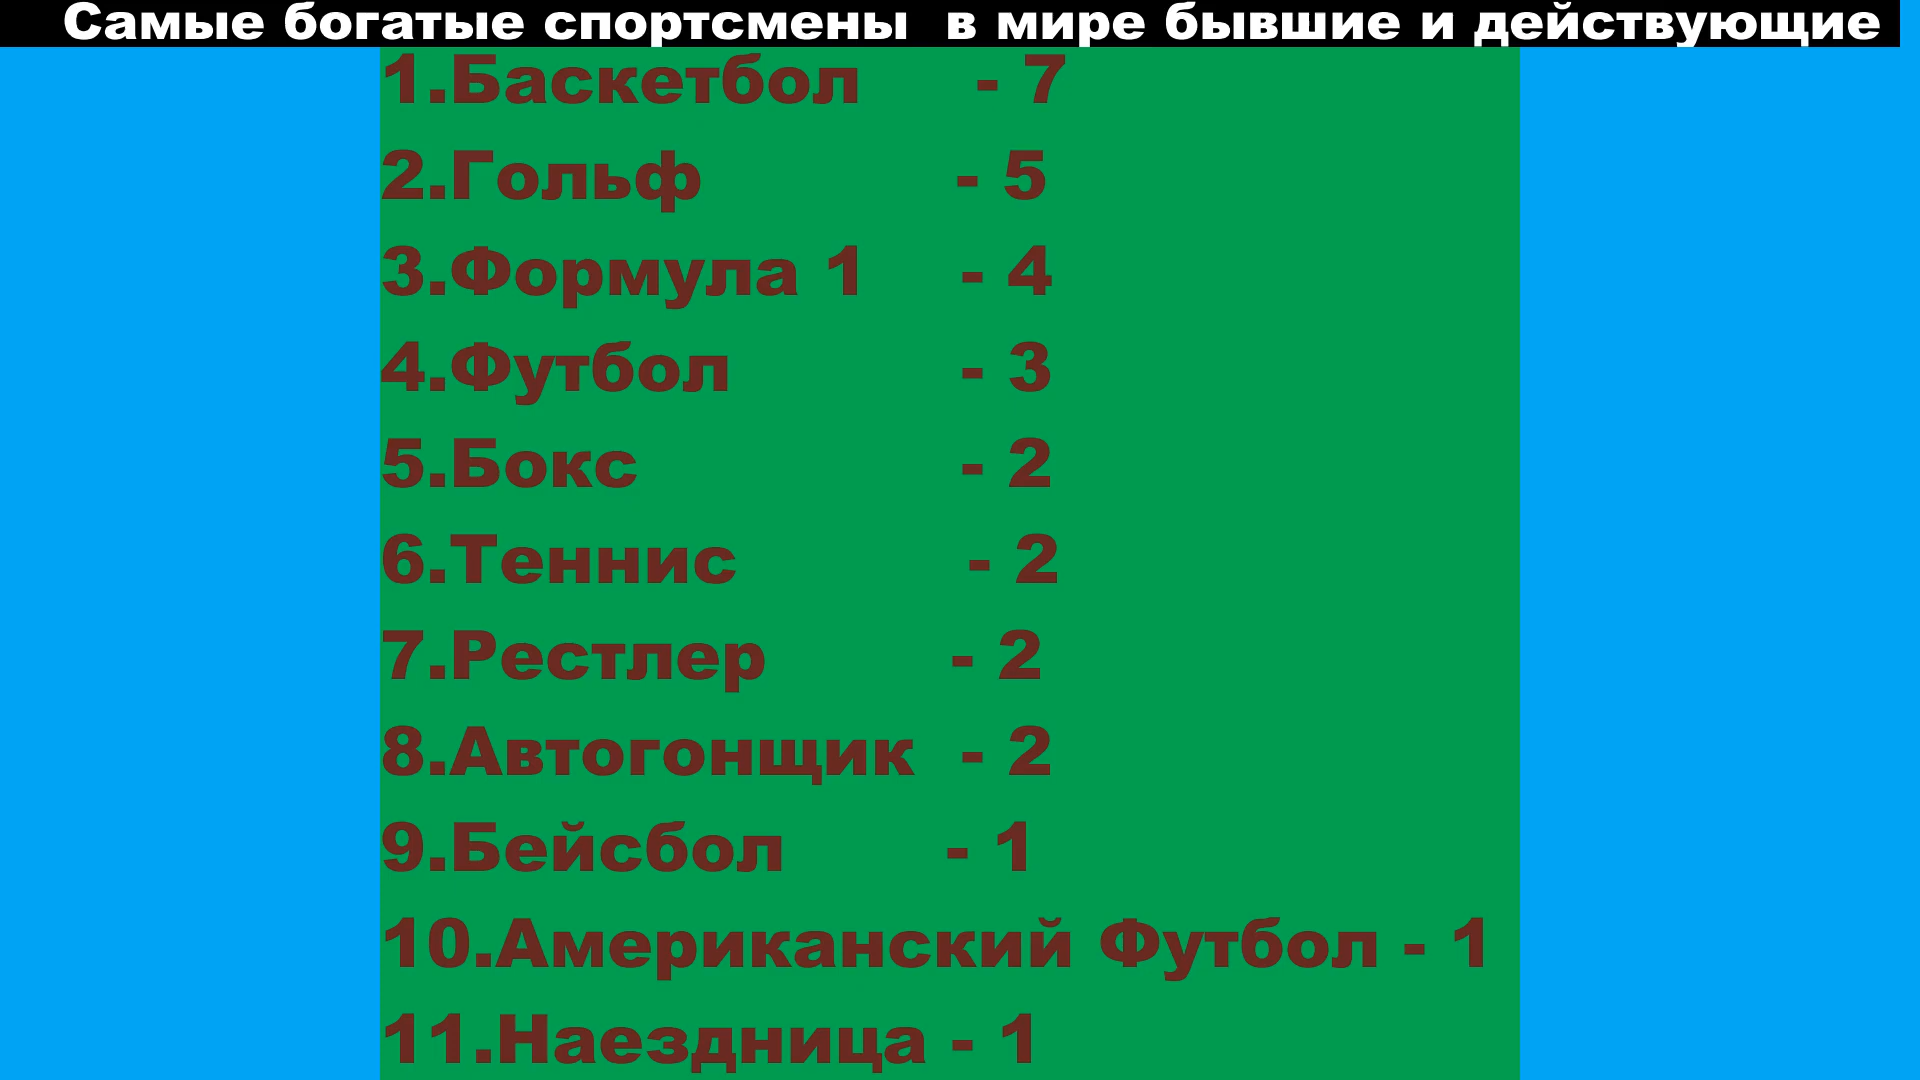 Самые богатые спортсмены в мире бывшие и действующие
1.Баскетбол - 7
2.Гольф - 5
3.Формула 1 - 4
4.Футбол - 3
5.Бокс - 2
6.Теннис - 2
7.Рестлер - 2
8.Автогонщик - 2
9.Бейсбол - 1
10.Американский Футбол - 1
11.Наездница - 1